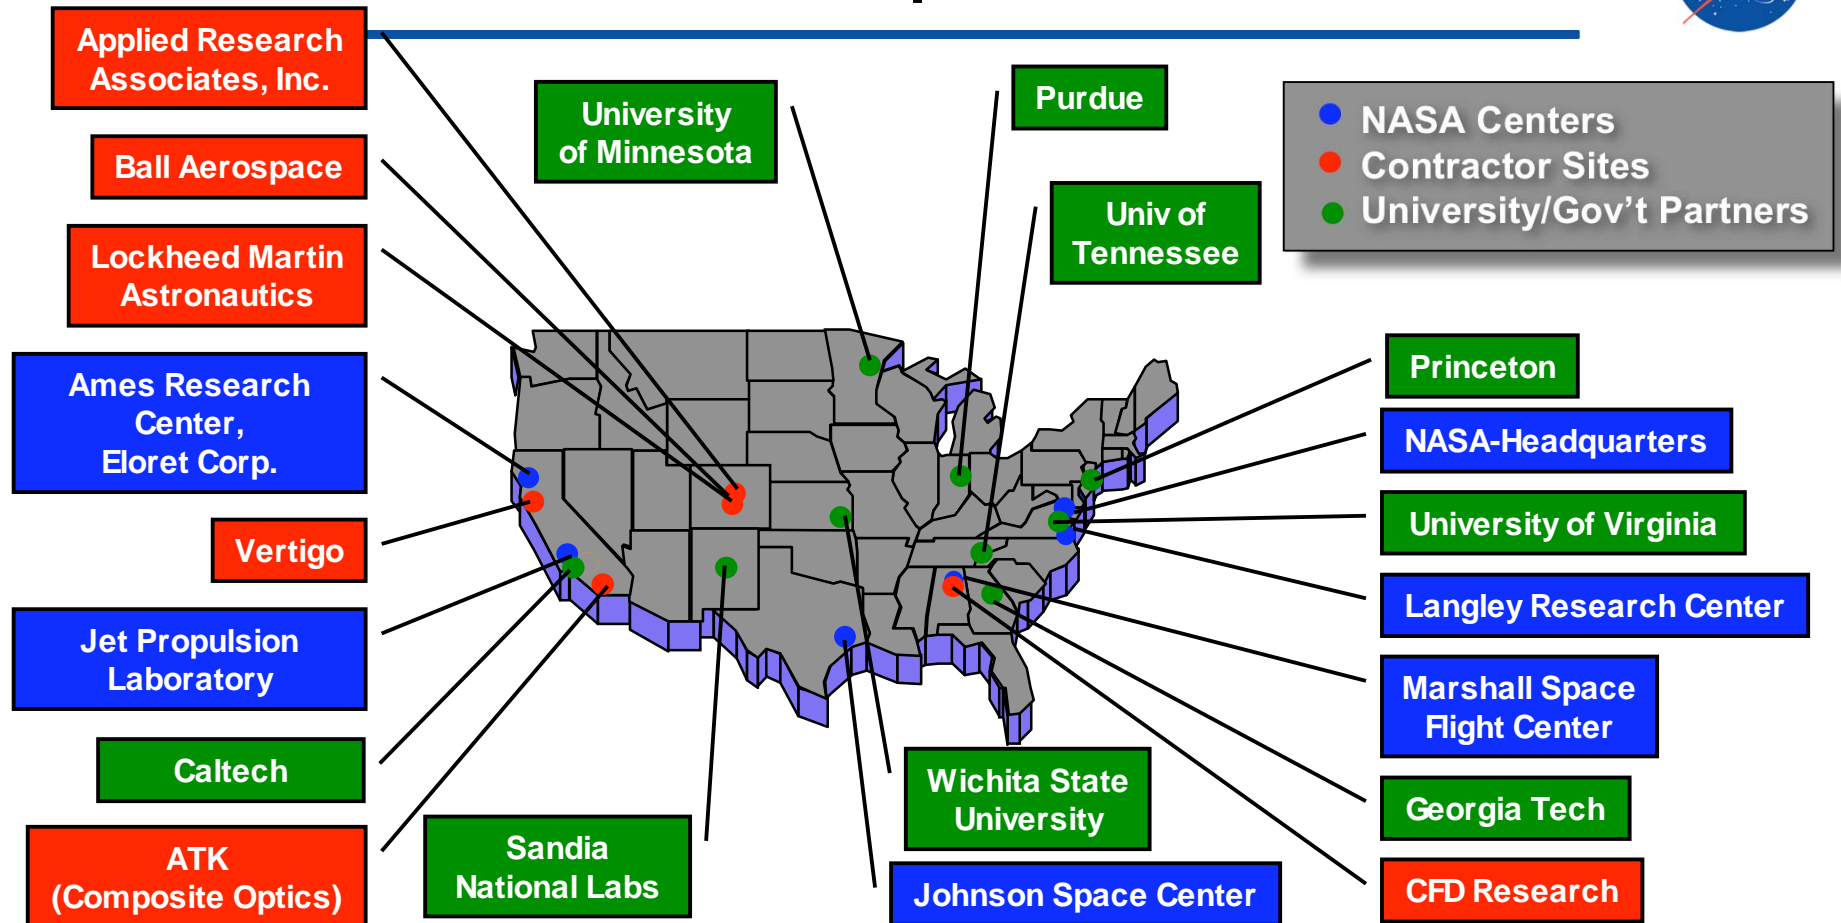 Applied Research
Associates, Inc.
Ball Aerospace
Lockheed Martin
Astronautics
Ames Research
Center,
Eloret Corp.
Vertigo
Jet Propulsion
Laboratory
Caltech
ATK
(Composite Optics)
University
of Minnesota
Purdue
Univ of
Tennessee
NASA Centers
Contractor Sites
University/Gov't Partners
Princeton
NASA-Headquarters
University of Virginia
Langley Research Center
Marshall Space
Flight Center
Georgia Tech
CFD Research
Wichita State
University
Johnson Space Center
Sandia
National Labs